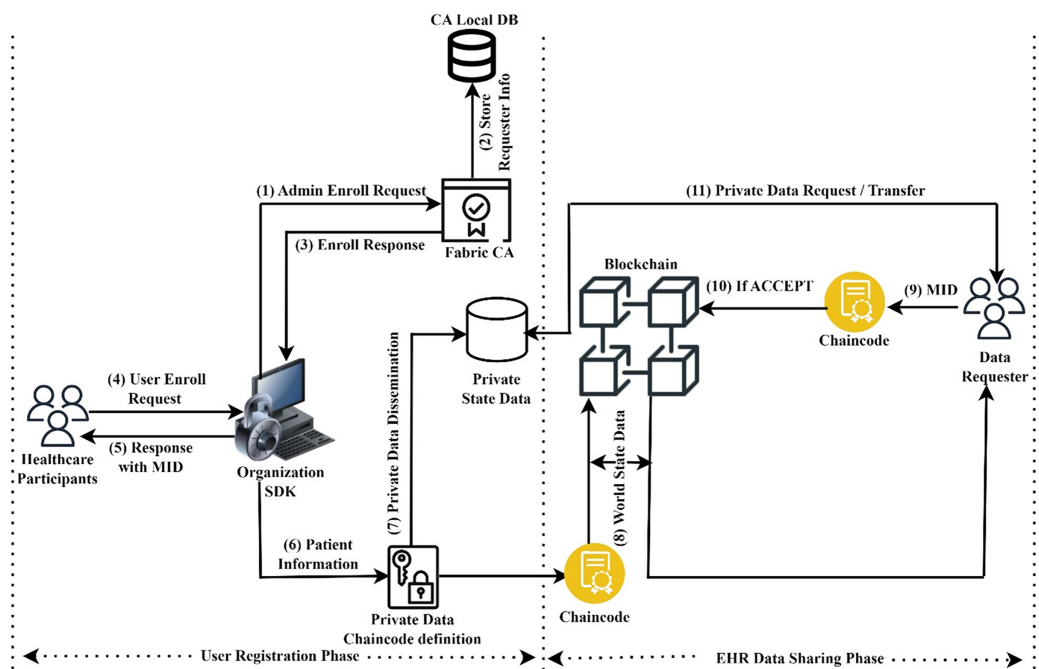 CA Local DB
(2) Store
Requester Info
(1) Admin Enroll Request
(3) Enroll Response
Fabric CA
(11) Private Data Request / Transfer
Blockchain
(10) If ACCEPT
(9) MID
Chaincode
Data
Requester
Private
State Data
(4) User Enroll
Request
(5) Response
with MID
Healthcare
Participants
Organization
SDK
(7) Private Data Dissemination
(8) World State Data
(6) Patient
Information
Private Data
Chaincode definition
Chaincode
User Registration Phase
EHR Data Sharing Phase